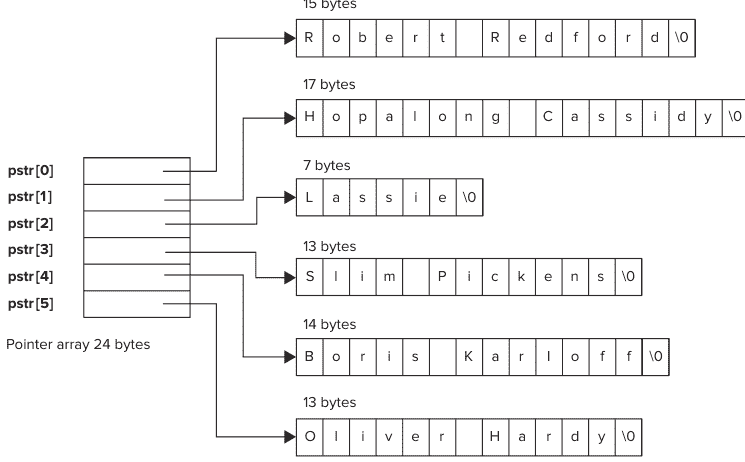 15 bytes
R o b e r t R e d f o r d \0
17 bytes
H o p a l o n g C a s s i d y \0
7 bytes
L a s s i e \0
13 bytes
S l i m P i c k e n s \0
14 bytes
B o r i s K a r l o f f \0
13 bytes
O l i v e r H a r d y \0
pstr[0]
pstr[1]
pstr[2]
pstr[3]
pstr[4]
pstr[5]
Pointer array 24 bytes